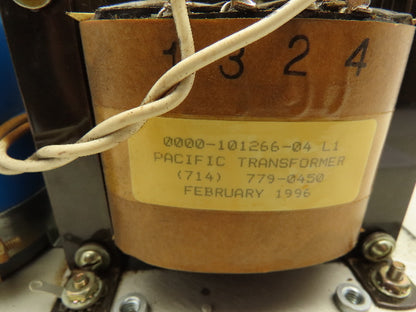 1 3 2 4
0000-101266-04 L1
PACIFIC TRANSFORMER
(714) 779-0450
FEBRUARY 1996